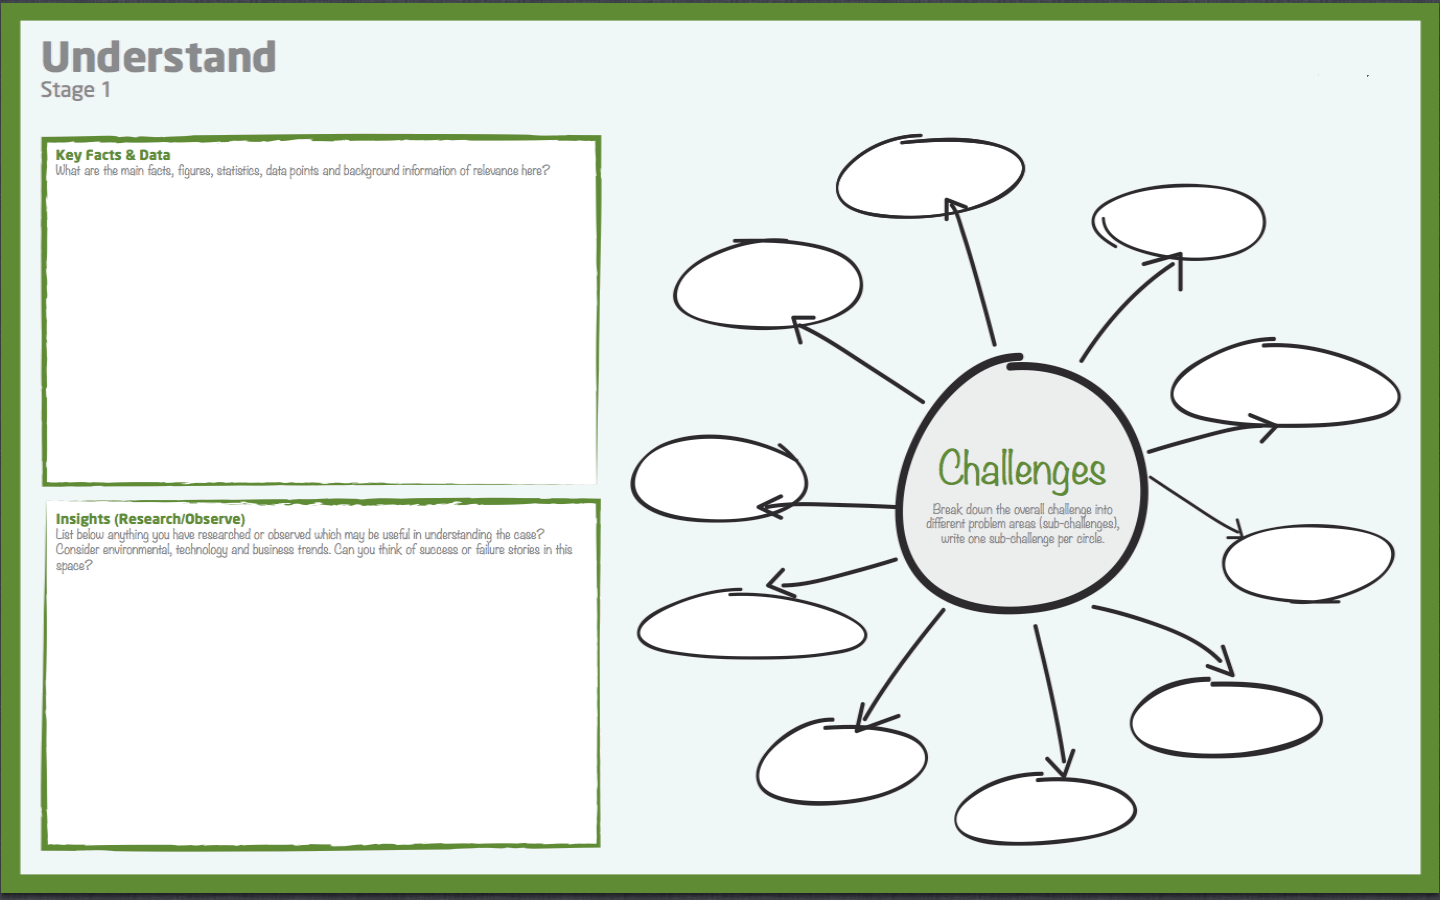 Understand
Stage 1
Key Facts & Data
What are the main facts, figures, statistics, data points and background information of relevance here?
Insights (Research/Observe)
List below anything you have researched or observed which may be useful in understanding the case?
Consider environmental, technology and business trends. Can you think of success or failure stories in this
space?
Challenges
Break down the overall challenge into
different problem areas (sub-challenges),
write one sub-challenge per circle.